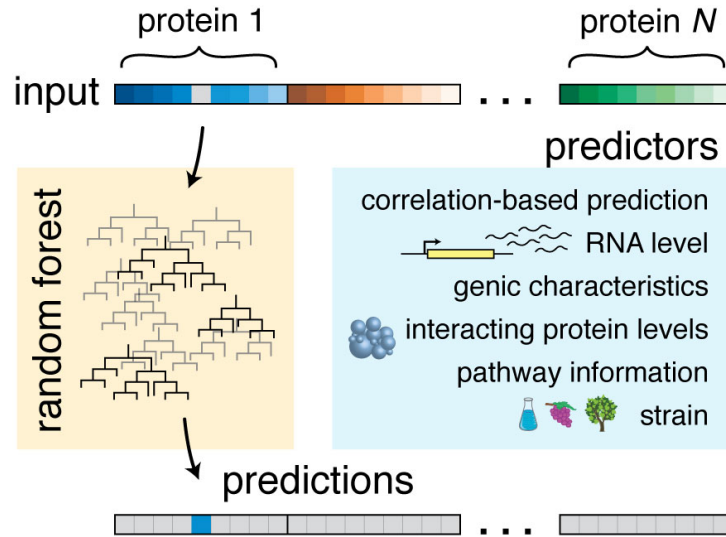 protein 1
protein N
input
. . .
predictors
random forest
correlation-based prediction
RNA level
genic characteristics
interacting protein levels
pathway information
strain
predictions
. . .